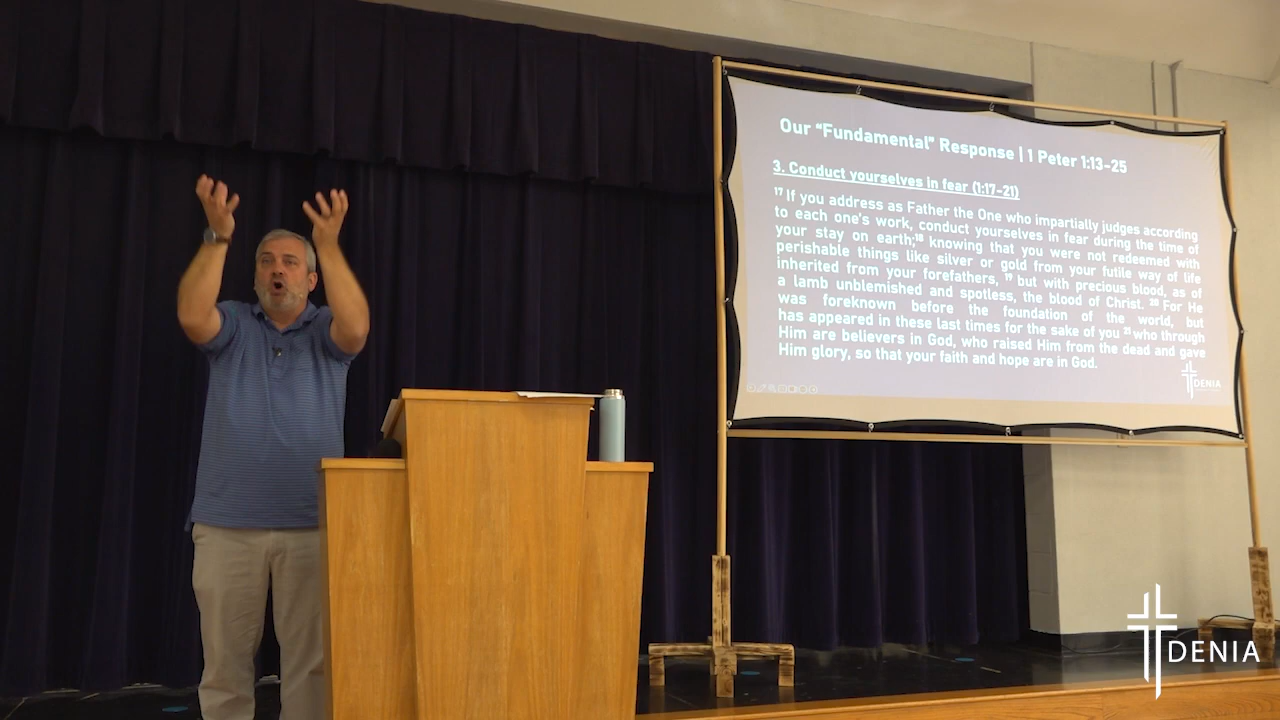 Our “Fundamental” Response | 1 Peter 1:13-25
3. Conduct yourselves in fear (1:17-21)
17 If you address as Father the One who impartially judges according
to each one's work, conduct yourselves in fear during the time of
your stay on earth; 18 knowing that you were not redeemed with
perishable things like silver or gold from your futile way of life
inherited from your forefathers, 19 but with precious blood, as of
a lamb unblemished and spotless, the blood of Christ. 20 For He
was foreknown before the foundation of the world, but
has appeared in these last times for the sake of you 21 who through
Him are believers in God, who raised Him from the dead and gave
Him glory, so that your faith and hope are in God.
DENIA
DENIA